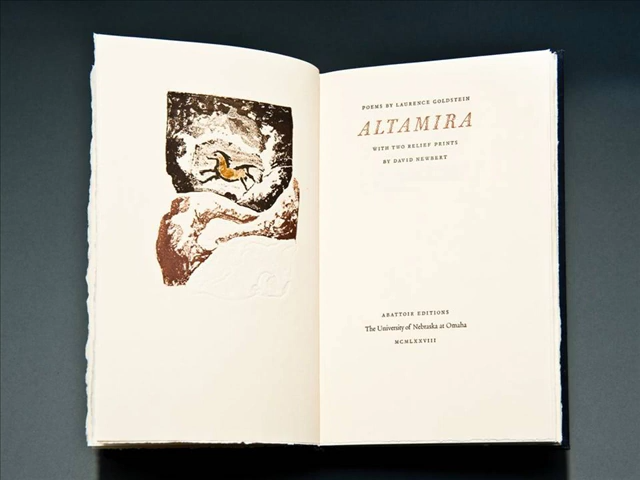 POEMS BY LAURENCE GOLDSTEIN
ALTAMIRA
WITH TWO RELIEF PRINTS
BY DAVID NEWBERT
ABATTOIR EDITIONS
The University of Nebraska at Omaha
MCMLXXVIII